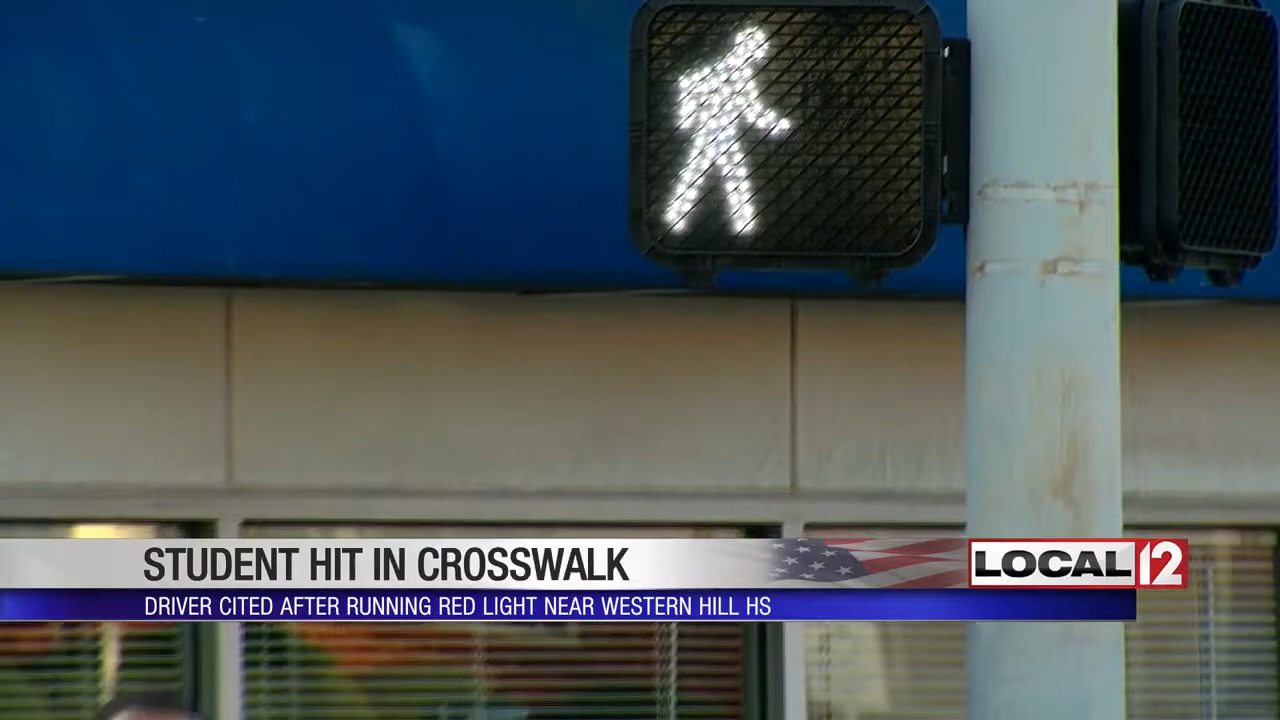 STUDENT HIT IN CROSSWALK
LOCAL 12
DRIVER CITED AFTER RUNNING RED LIGHT NEAR WESTERN HILL HS